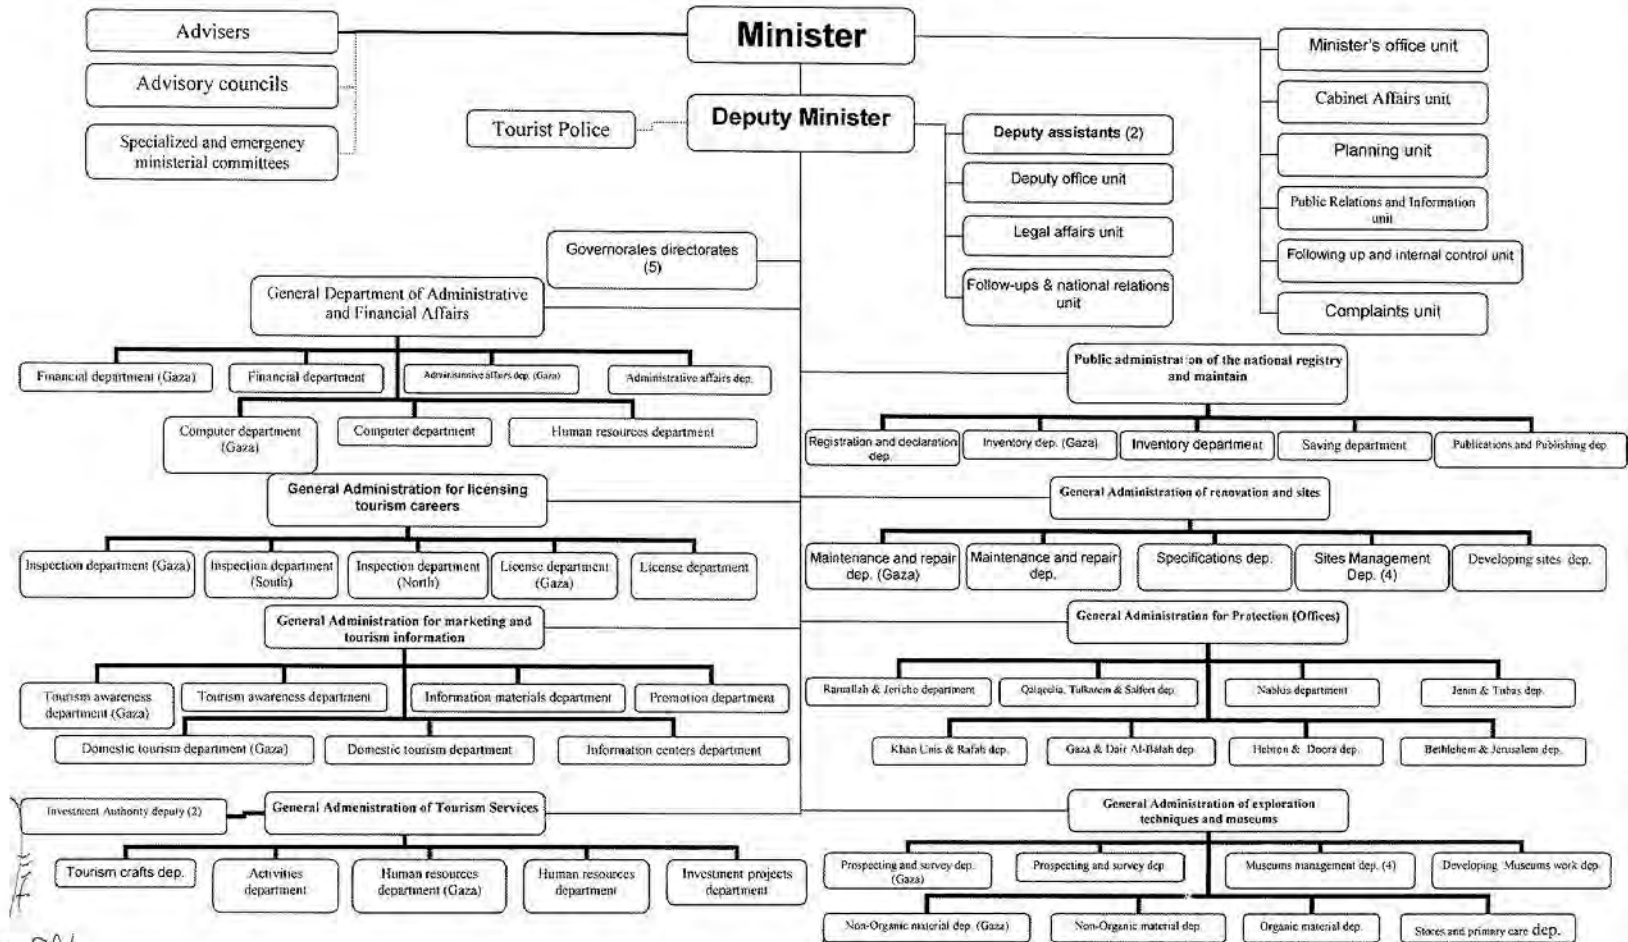 Advisers
Minister
Minister's office unit
Advisory councils
Cabinet Affairs unit
Tourist Police
Deputy Minister
Deputy assistants (2)
Specialized and emergency
ministerial committees
Planning unit
Deputy office unit
Public Relations and Information
unit
Legal affairs unit
Governorales directorates
(5)
Following up and internal control unit
Follow-ups & national relations
unit
Complaints unit
General Department of Administrative
and Financial Affairs
Financial department (Gaza)
Financial department
Administrative affairs dep. (Gaza)
Administrative affairs dep.
Computer department
(Gaza)
Computer department
Human resources department
Public administration of the national registry
and maintain
Registration and declaration
dep.
Inventory dep. (Gaza)
Inventory department
Saving department
Publications and Publishing dep
General Administration for licensing
tourism careers
Inspection department (Gaza)
Inspection department
(South)
Inspection department
(North)
License department
(Gaza)
License department
General Administration of renovation and sites
Maintenance and repair
dep. (Gaza)
Maintenance and repair
dep.
Specifications dep.
Sites Management
Dep. (4)
Developing sites dep.
General Administration for marketing and
tourism information
Tourism awareness
department (Gaza)
Tourism awareness department
Information materials department
Promotion department
Domestic tourism department (Gaza)
Domestic tourism department
Information centers department
General Administration for Protection (Offices)
Ramallah & Jericho department
Qalqeelia, Tulkarem & Salfeet dep.
Nablus department
Jenin & Tubas dep.
Khan Unis & Rafah dep.
Gaza & Dair Al-Balah dep.
Hebron & Doora dep.
Bethlehem & Jerusalem dep.
Investment Authority deputy (2)
General Admenistration of Tourism Services
Tourism crafts dep.
Activities
department
Human resources
department (Gaza)
Human resources
department
Investment projects
department
General Administration of exploration
techniques and museums
Prospecting and survey dep.
(Gaza)
Prospecting and survey dep
Museums management dep. (4)
Developing Museums work dep.
Non-Organic material dep. (Gaza)
Non-Organic material dep.
Organic material dep.
Stores and primary care dep.